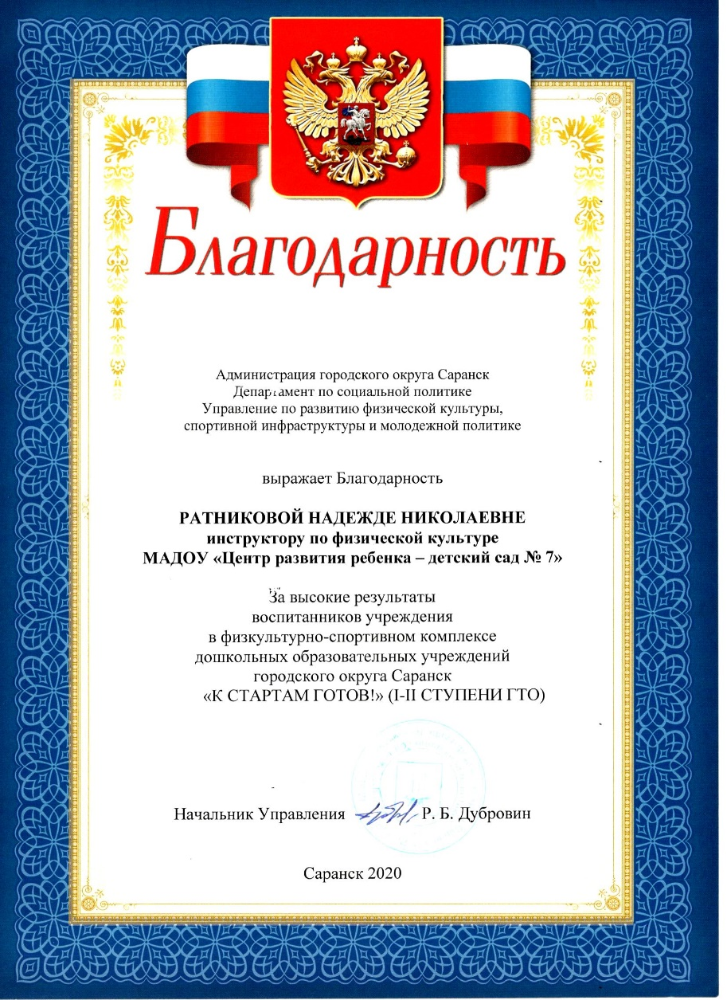 Благодарность
Администрация городского округа Саранск
Департамент по социальной политике
Управление по развитию физической культуры,
спортивной инфраструктуры и молодежной политике
выражает Благодарность
РАТНИКОВОЙ НАДЕЖДЕ НИКОЛАЕВНЕ
инструктору по физической культуре
МАДОУ «Центр развития ребенка – детский сад № 7»
За высокие результаты
воспитанников учреждения
в физкультурно-спортивном комплексе
дошкольных образовательных учреждений
городского округа Саранск
«К СТАРТАМ ГОТОВ!» (I-II СТУПЕНИ ГТО)
Начальник Управления Р. Б. Дубровин
Саранск 2020